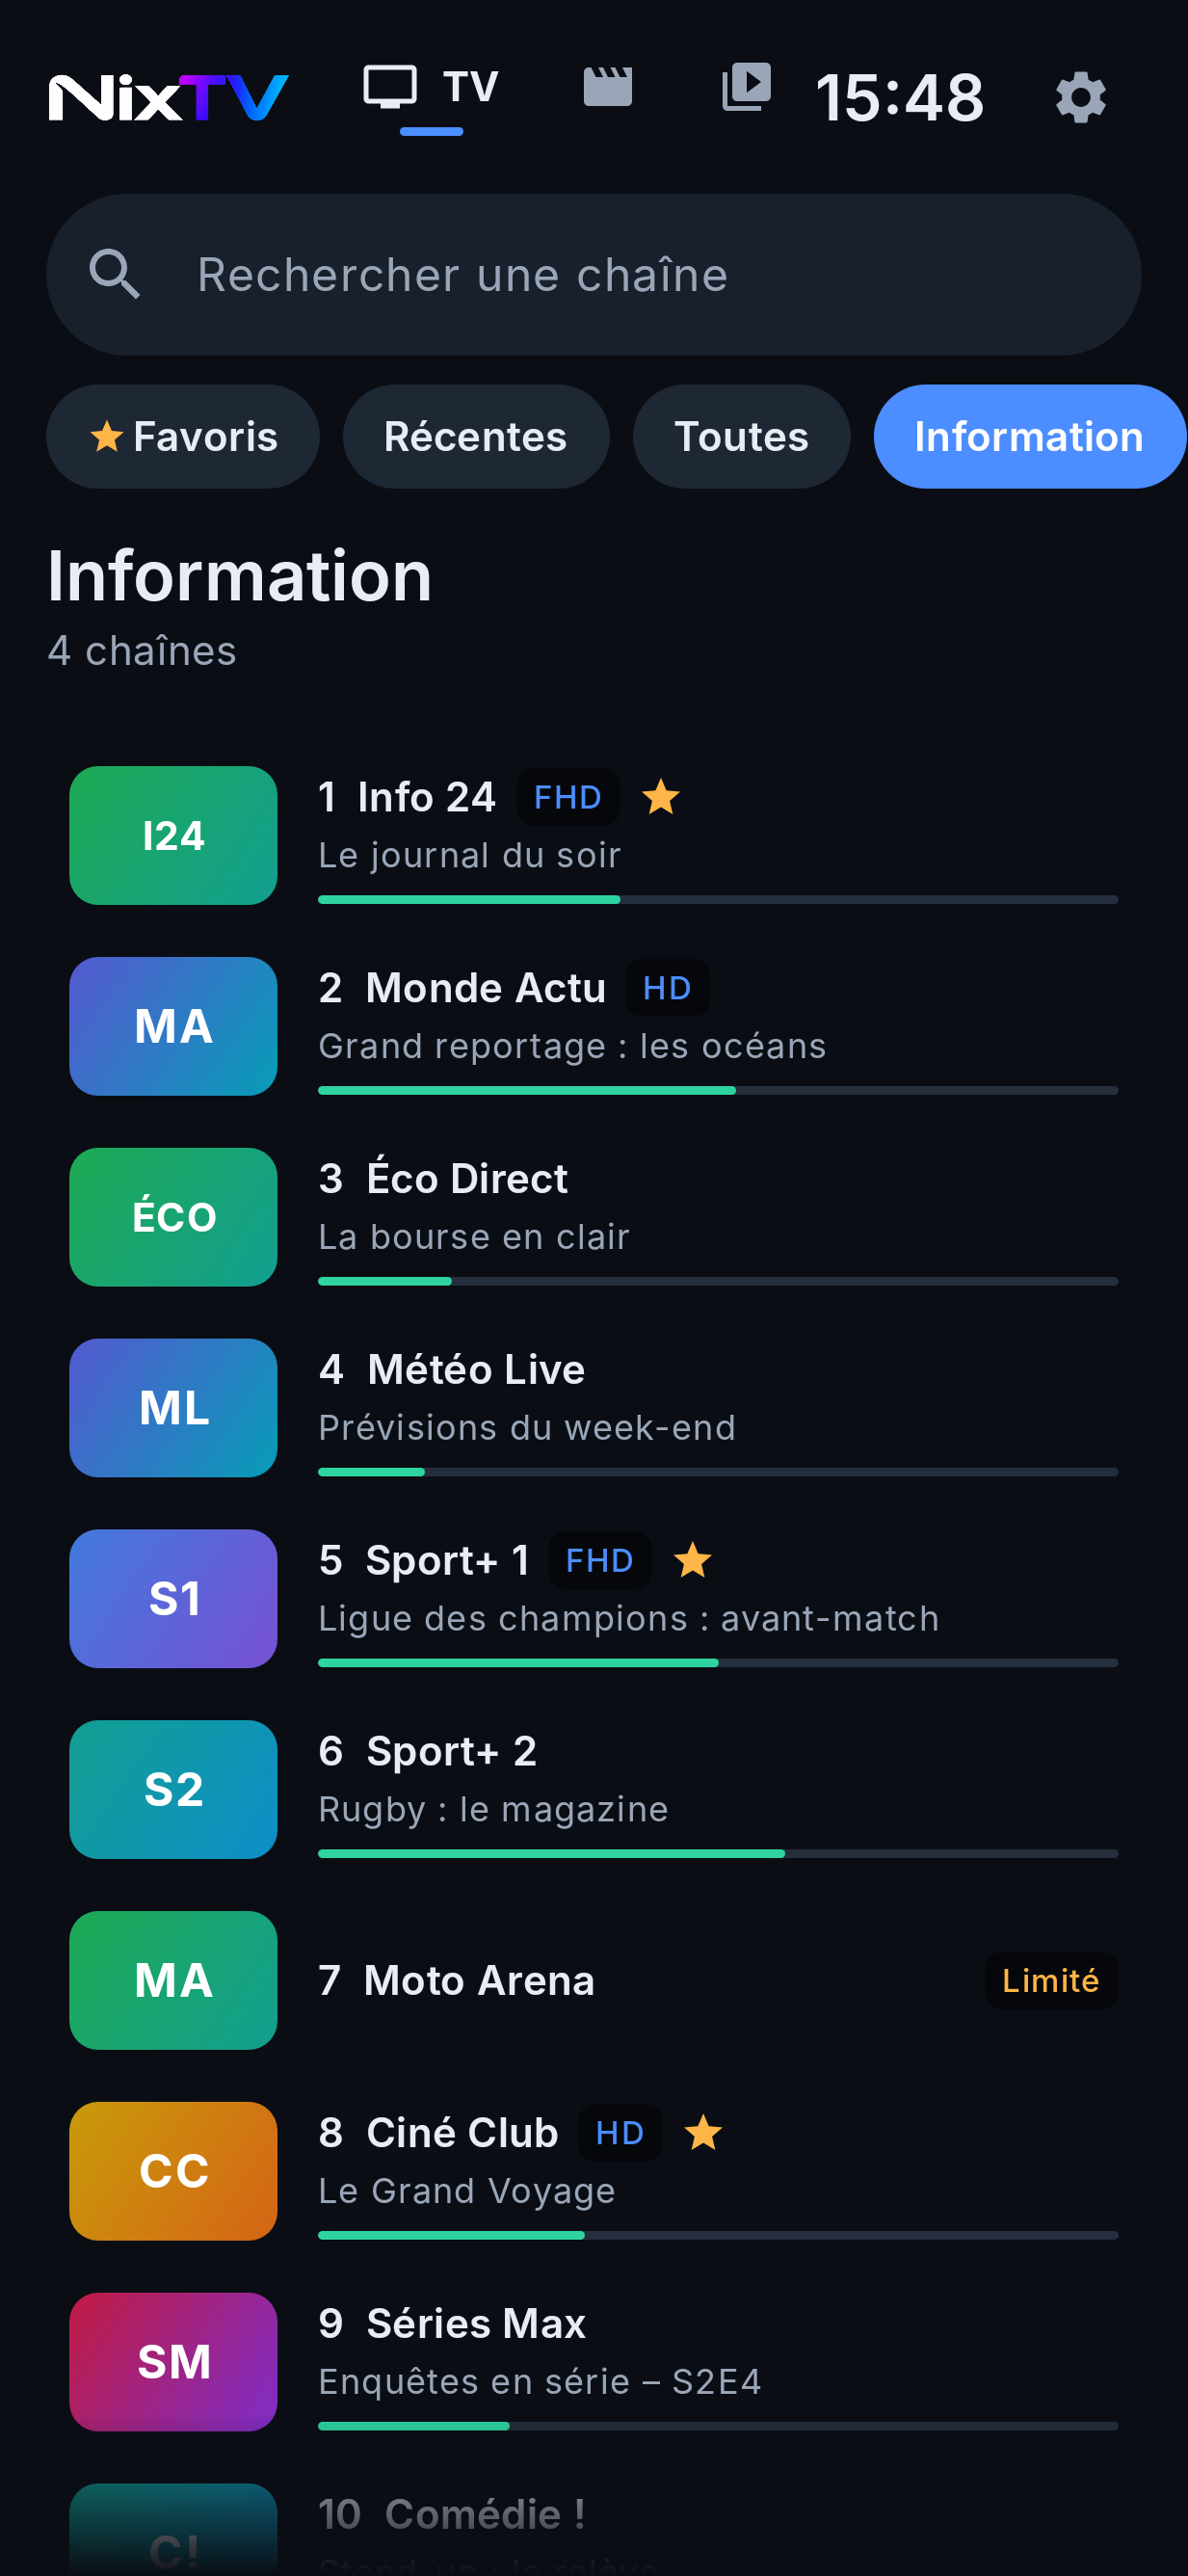 NixTV TV 15:48
Rechercher une chaîne
Favoris Récentes Toutes Information
Information
4 chaînes
I24 1 Info 24 FHD
Le journal du soir
MA 2 Monde Actu HD
Grand reportage : les océans
ÉCO 3 Éco Direct
La bourse en clair
ML 4 Météo Live
Prévisions du week-end
S1 5 Sport+ 1 FHD
Ligue des champions : avant-match
S2 6 Sport+ 2
Rugby : le magazine
MA 7 Moto Arena Limité
CC 8 Ciné Club HD
Le Grand Voyage
SM 9 Séries Max
Enquêtes en série – S2E4
C! 10 Comédie !
Stand-up : la relève